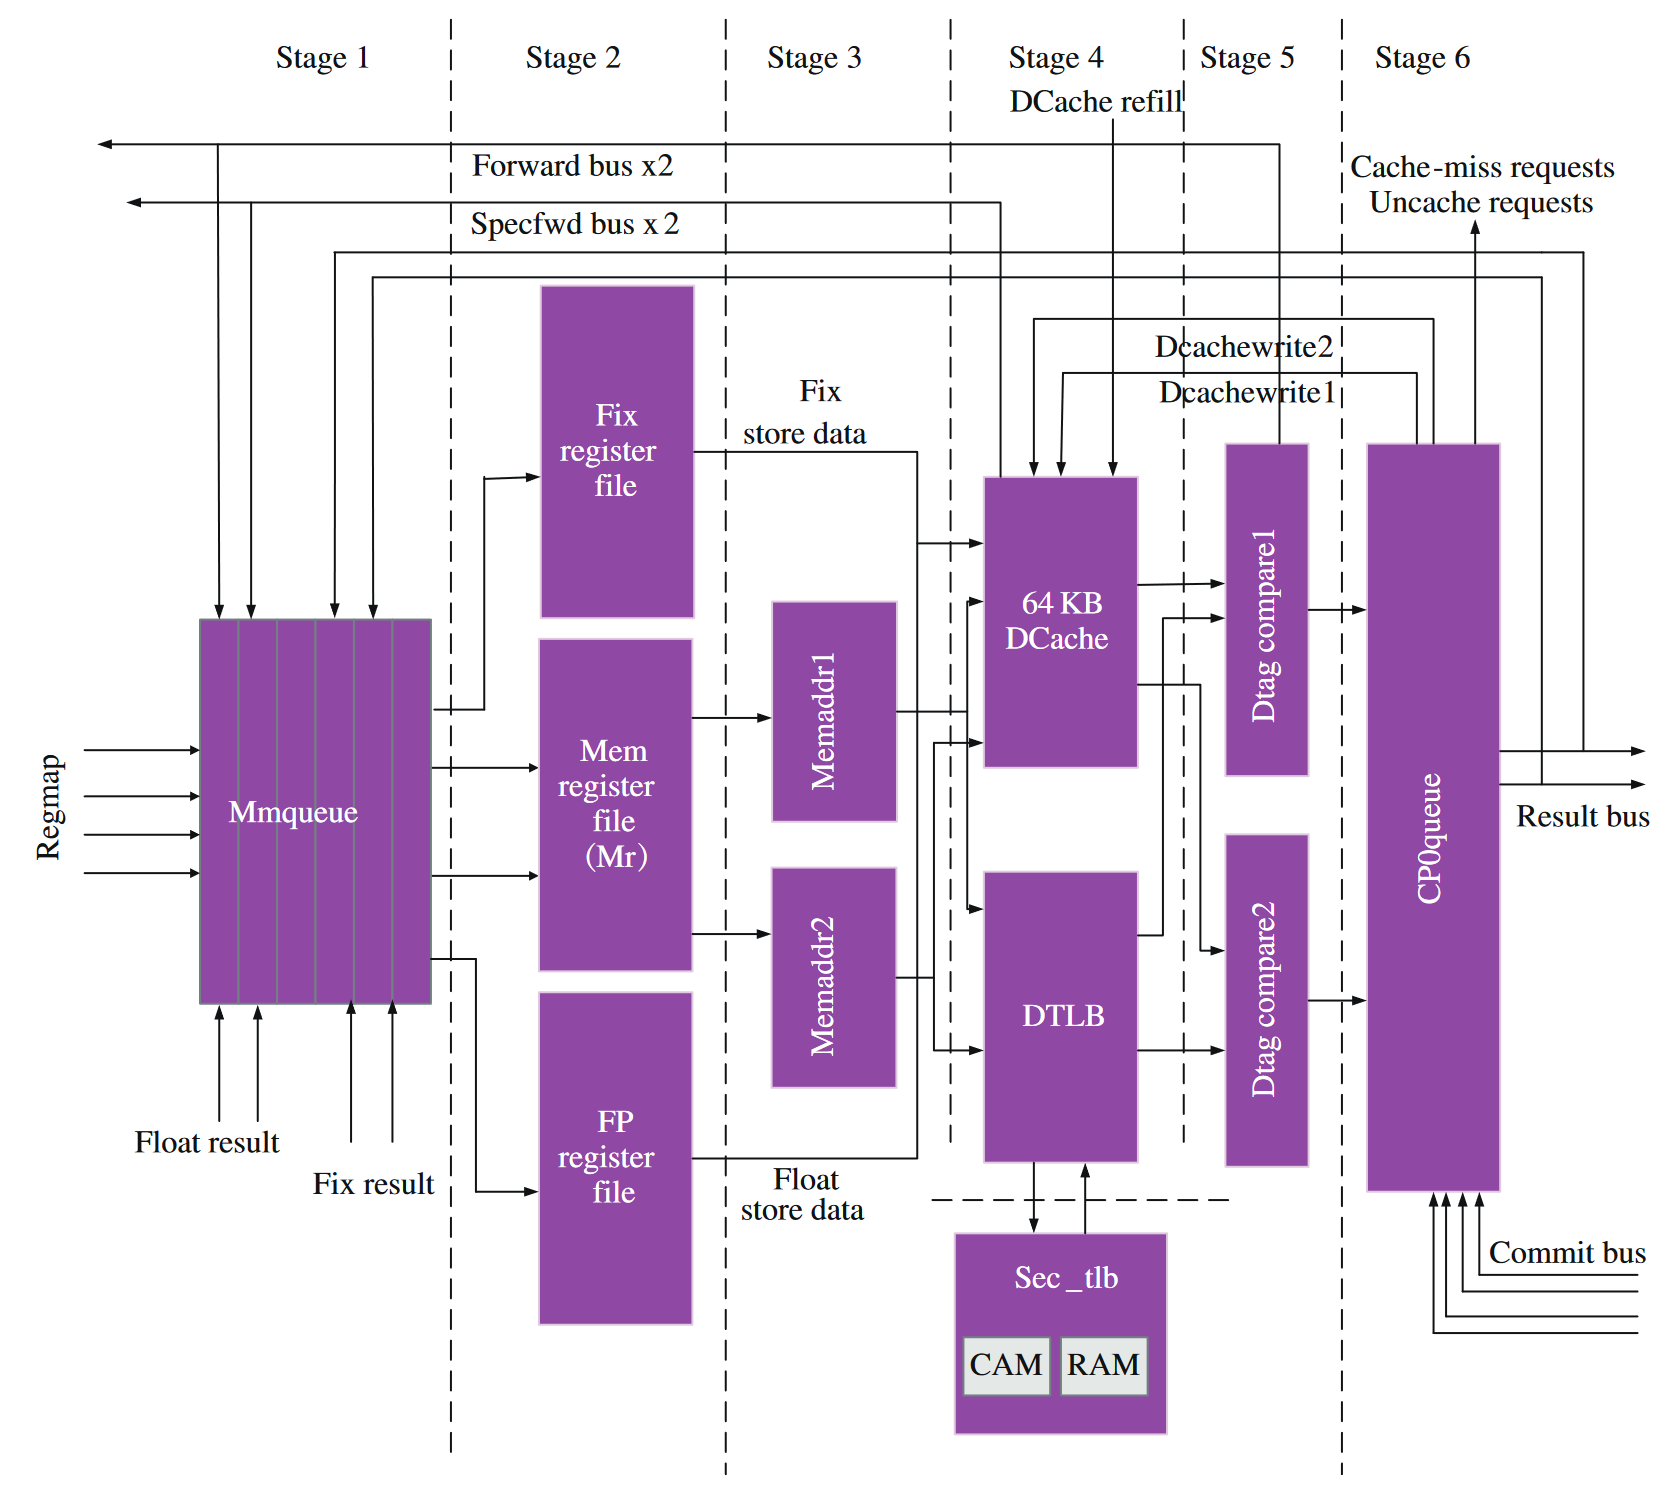 Stage 1
Stage 2
Stage 3
Stage 4
Stage 5
Stage 6
DCache refill
Forward bus x2
Cache-miss requests
Uncache requests
Specfwd bus x2
Dcachewrite2
Dcachewrite1
Fix
store data
Fix
register
file
64 KB
DCache
Dtag compare1
Memaddr1
Mem
register
file
(Mr)
Regmap
Mmqueue
CP0queue
Result bus
Memaddr2
DTLB
Dtag compare2
FP
register
file
Float result
Fix result
Float
store data
Commit bus
Sec_tlb
CAM
RAM